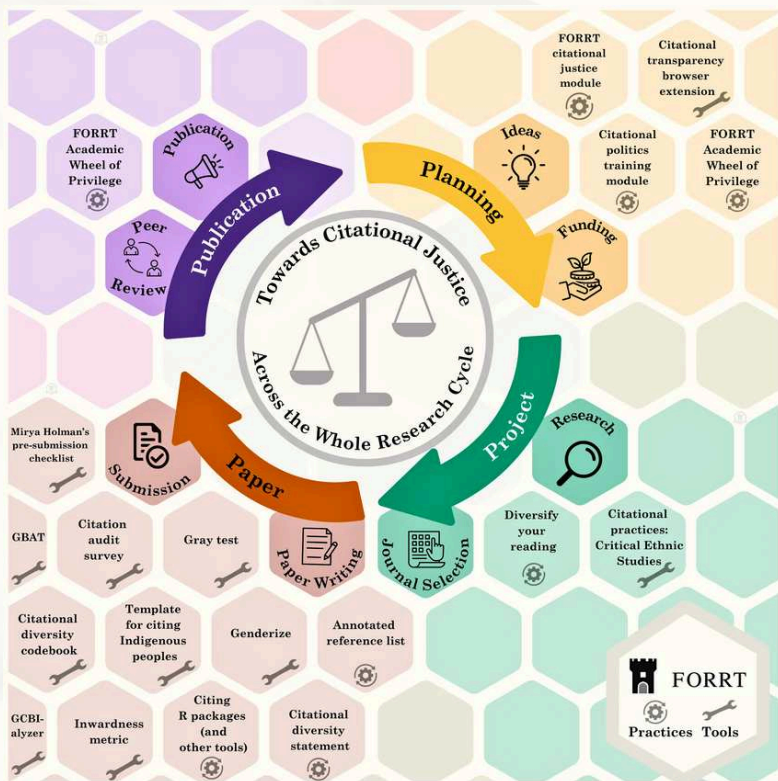 FORRT
citational
justice
module
Citational
transparency
browser
extension
FORRT
Academic
Wheel of
Privilege
Publication
Ideas
Citational
politics
training
module
FORRT
Academic
Wheel of
Privilege
Peer
Review
Publication
Planning
Funding
Towards Citational Justice
Across the Whole Research Cycle
Mirya Holman's
pre-submission
checklist
Submission
Paper
Project
Research
GBAT
Citation
audit
survey
Gray test
Paper Writing
Journal Selection
Diversify
your
reading
Citational
practices:
Critical Ethnic
Studies
Citational
diversity
codebook
Template
for citing
Indigenous
peoples
Genderize
Annotated
reference list
GCBI-
alyzer
Inwardness
metric
Citing
R packages
(and
other tools)
Citational
diversity
statement
FORRT
Practices Tools